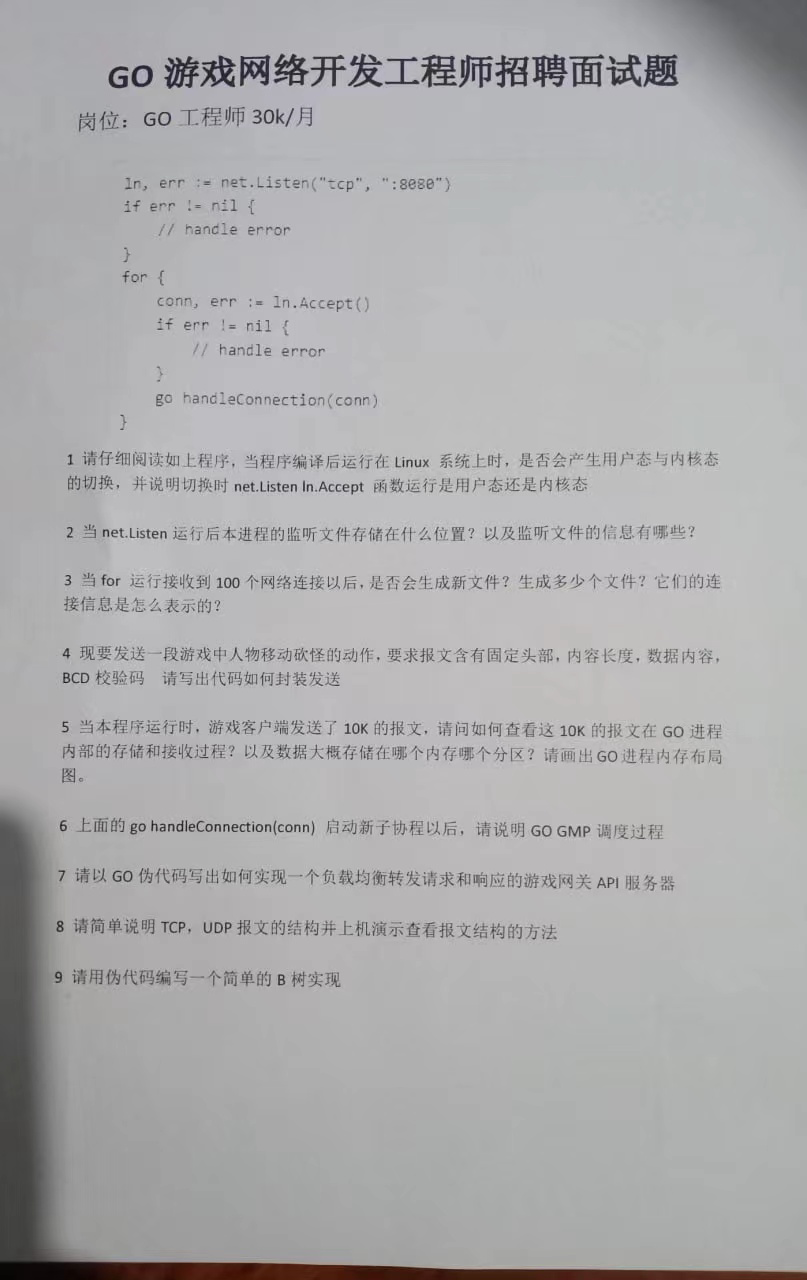 GO 游戏网络开发工程师招聘面试题
岗位：GO 工程师 30k/月
ln, err := net.Listen("tcp", ":8080")
if err != nil {
// handle error
}
for {
conn, err := ln.Accept()
if err != nil {
// handle error
}
go handleConnection(conn)
}
1 请仔细阅读如上程序，当程序编译后运行在 Linux 系统上时，是否会产生用户态与内核态
的切换，并说明切换时 net.Listen ln.Accept 函数运行是用户态还是内核态
2 当 net.Listen 运行后本进程的监听文件存储在什么位置？以及监听文件的信息有哪些？
3 当 for 运行接收到 100 个网络连接以后，是否会生成新文件？生成多少个文件？它们的连
接信息是怎么表示的？
4 现要发送一段游戏中人物移动砍怪的动作，要求报文含有固定头部，内容长度，数据内容，
BCD 校验码 请写出代码如何封装发送
5 当本程序运行时，游戏客户端发送了 10K 的报文，请问如何查看这 10K 的报文在 GO 进程
内部的存储和接收过程？以及数据大概存储在哪个内存哪个分区？请画出 GO 进程内存布局
图。
6 上面的 go handleConnection(conn) 启动新子协程以后，请说明 GO GMP 调度过程
7 请以 GO 伪代码写出如何实现一个负载均衡转发请求和响应的游戏网关 API 服务器
8 请简单说明 TCP，UDP 报文的结构并上机演示查看报文结构的方法
9 请用伪代码编写一个简单的 B 树实现